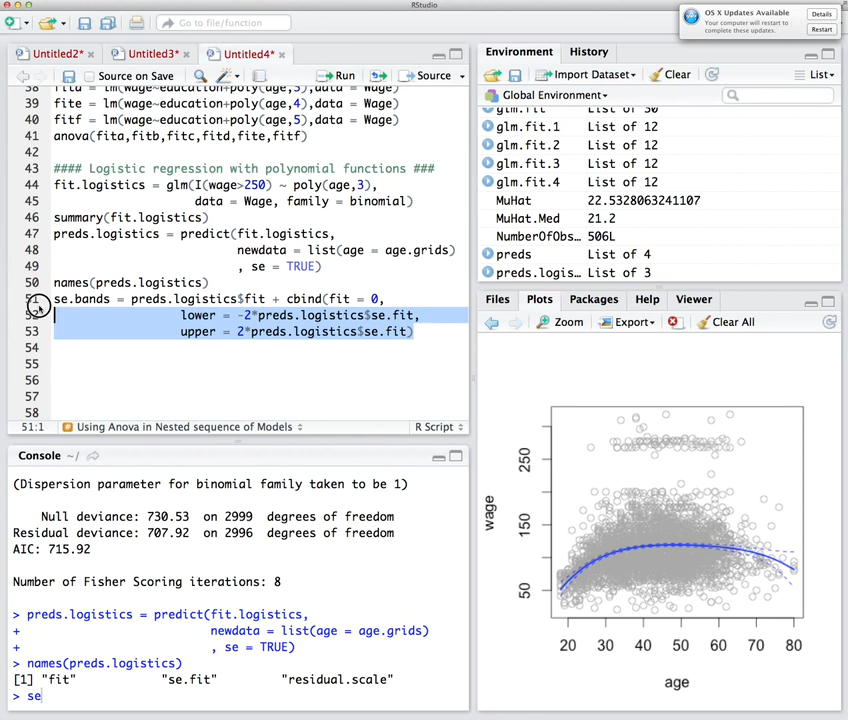 RStudio
Go to file/function
OS X Updates Available
Your computer will restart to complete these updates.
Details
Restart
Untitled2* × Untitled3* × Untitled4* ×
Source on Save Run Source
39 fite = lm(wage~education+poly(age,4),data = Wage)
40 fitf = lm(wage~education+poly(age,5),data = Wage)
41 anova(fita,fitb,fitc,fitd,fite,fitf)
42
43 #### Logistic regression with polynomial functions ###
44 fit.logistics = glm(I(wage>250) ~ poly(age,3),
45 data = Wage, family = binomial)
46 summary(fit.logistics)
47 preds.logistics = predict(fit.logistics,
48 newdata = list(age = age.grids)
49 , se = TRUE)
50 names(preds.logistics)
51 se.bands = preds.logistics$fit + cbind(fit = 0,
52 lower = -2*preds.logistics$se.fit,
53 upper = 2*preds.logistics$se.fit)
54
55
56
57
58
51:1 Using Anova in Nested sequence of Models R Script
Console ~/
(Dispersion parameter for binomial family taken to be 1)
Null deviance: 730.53 on 2999 degrees of freedom
Residual deviance: 707.92 on 2996 degrees of freedom
AIC: 715.92
Number of Fisher Scoring iterations: 8
> preds.logistics = predict(fit.logistics,
+ newdata = list(age = age.grids)
+ , se = TRUE)
> names(preds.logistics)
[1] "fit" "se.fit" "residual.scale"
> se
Environment History
Import Dataset Clear List
Global Environment
glm.fit List of 30
glm.fit.1 List of 12
glm.fit.2 List of 12
glm.fit.3 List of 12
glm.fit.4 List of 12
MuHat 22.5328063241107
MuHat.Med 21.2
NumberOfObs… 506L
preds List of 4
preds.logis… List of 3
Files Plots Packages Help Viewer
Zoom Export Clear All
250
150
50
wage
20 30 40 50 60 70 80
age